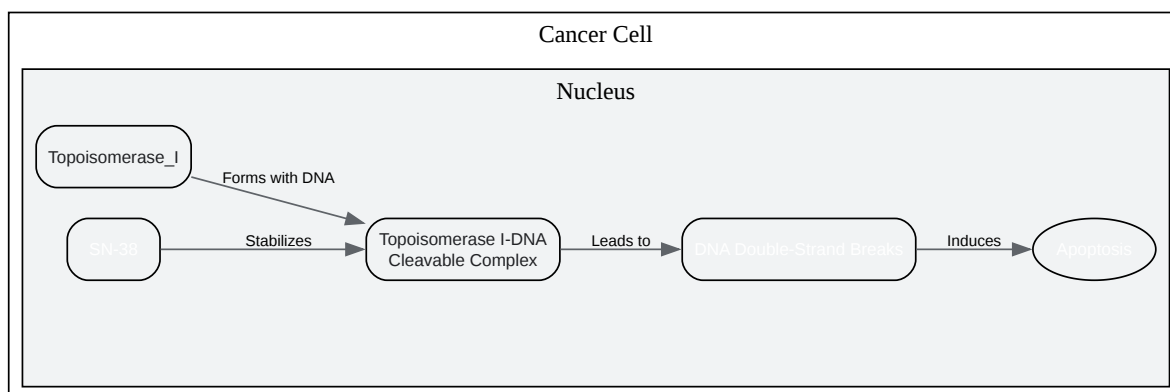 Cancer Cell
Nucleus
Topoisomerase_I
Forms with DNA
SN-38
Stabilizes
Topoisomerase I-DNA
Cleavable Complex
Leads to
DNA Double-Strand Breaks
Induces
Apoptosis